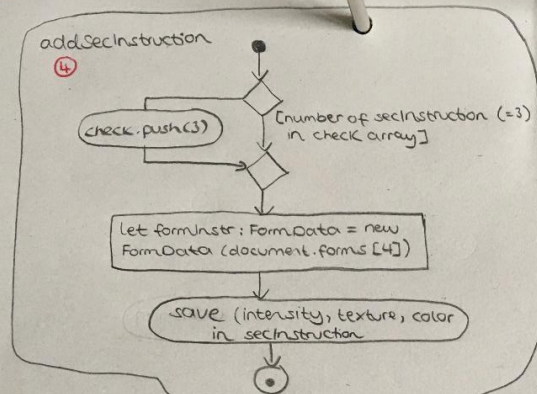 addSecInstruction
4
[number of secInstruction (=3)
in check array]
check.push(3)
let formInstr: FormData = new
FormData (document.forms [4])
save (intensity, texture, color
in secInstruction